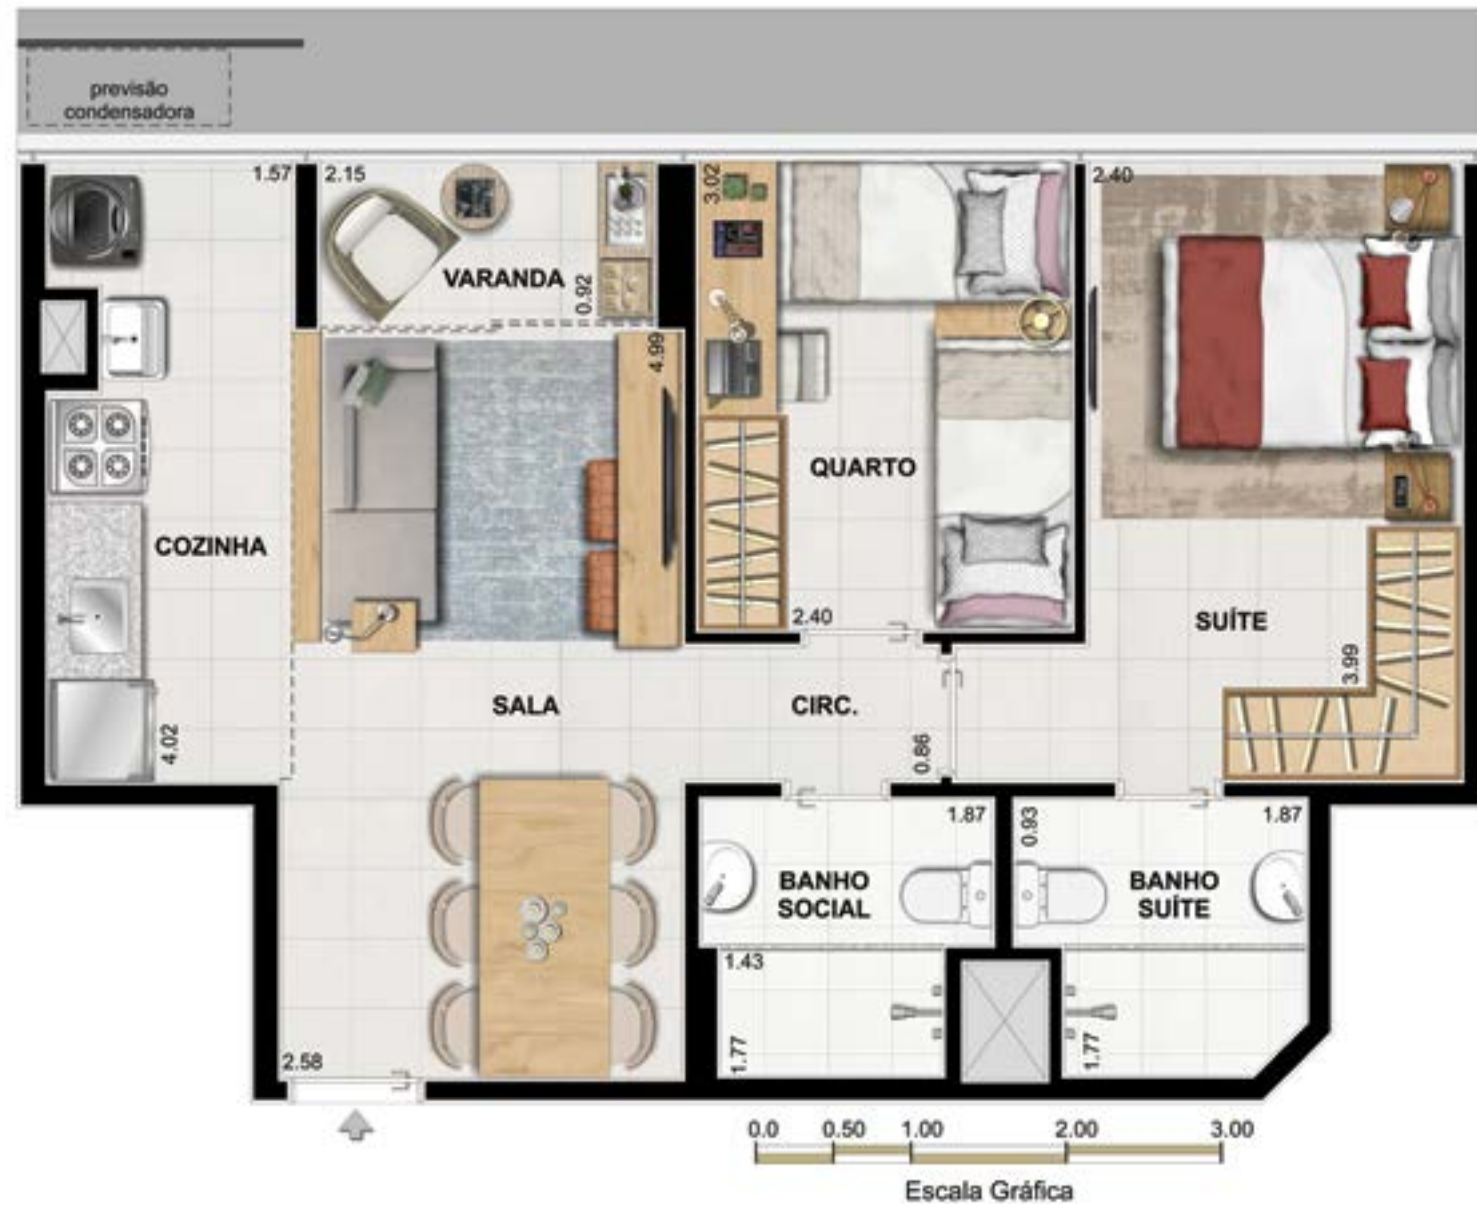 previsão
condensadora
1.57
2.15
3.02
2.40
VARANDA
0.92
4.99
QUARTO
COZINHA
2.40
SUÍTE
3.99
SALA
CIRC.
4.02
0.86
1.87
0.93
1.87
BANHO
SOCIAL
BANHO
SUÍTE
1.43
1.77
1.77
2.58
0.0 0.50 1.00 2.00 3.00
Escala Gráfica